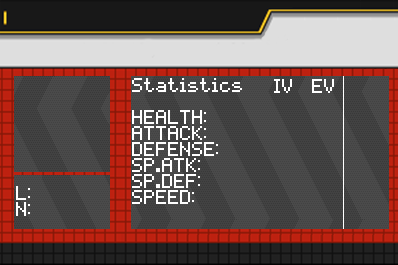 Statistics IV EV
HEALTH:
ATTACK:
DEFENSE:
SP.ATK:
SP.DEF:
SPEED:
L:
N: